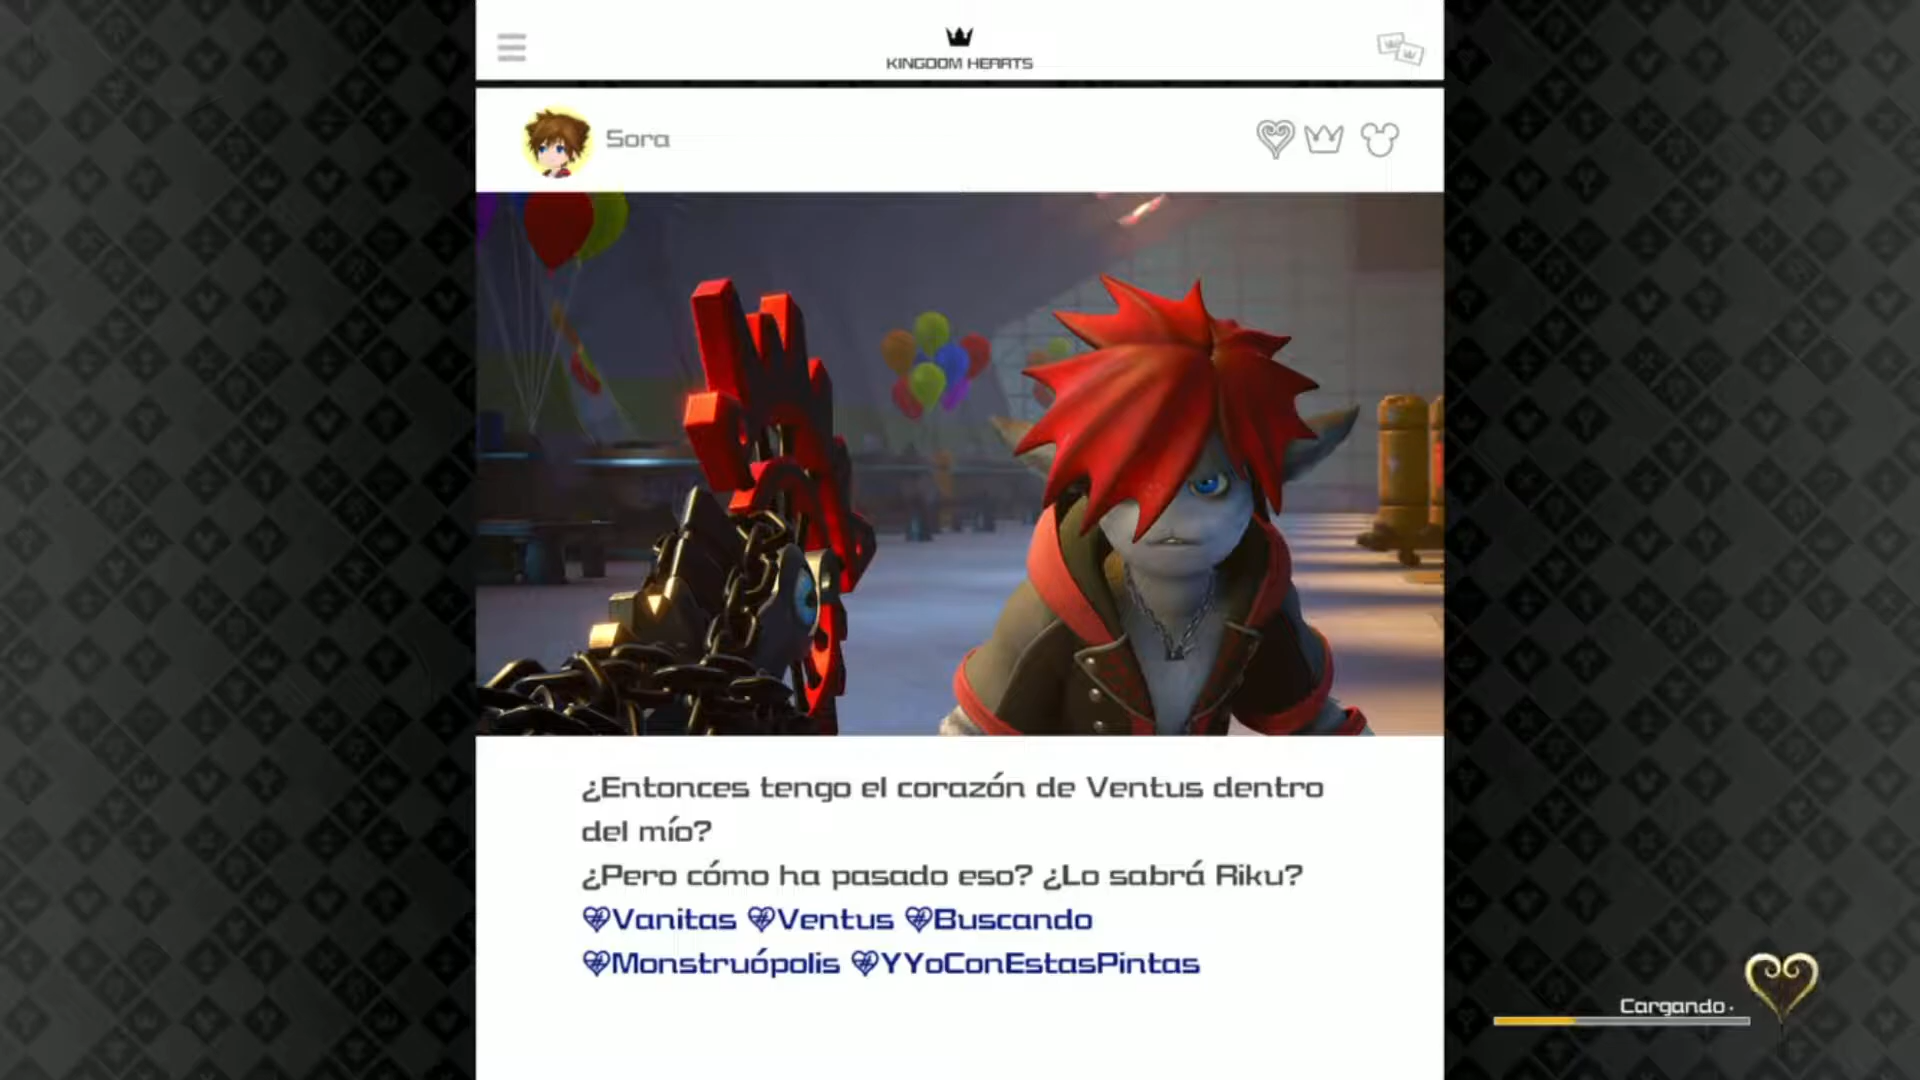 KINGDOM HEARTS
Sora
¿Entonces tengo el corazón de Ventus dentro
del mío?
¿Pero cómo ha pasado eso? ¿Lo sabrá Riku?
#Vanitas #Ventus #Buscando
#Monstruópolis #YYoConEstasPintas
Cargando.